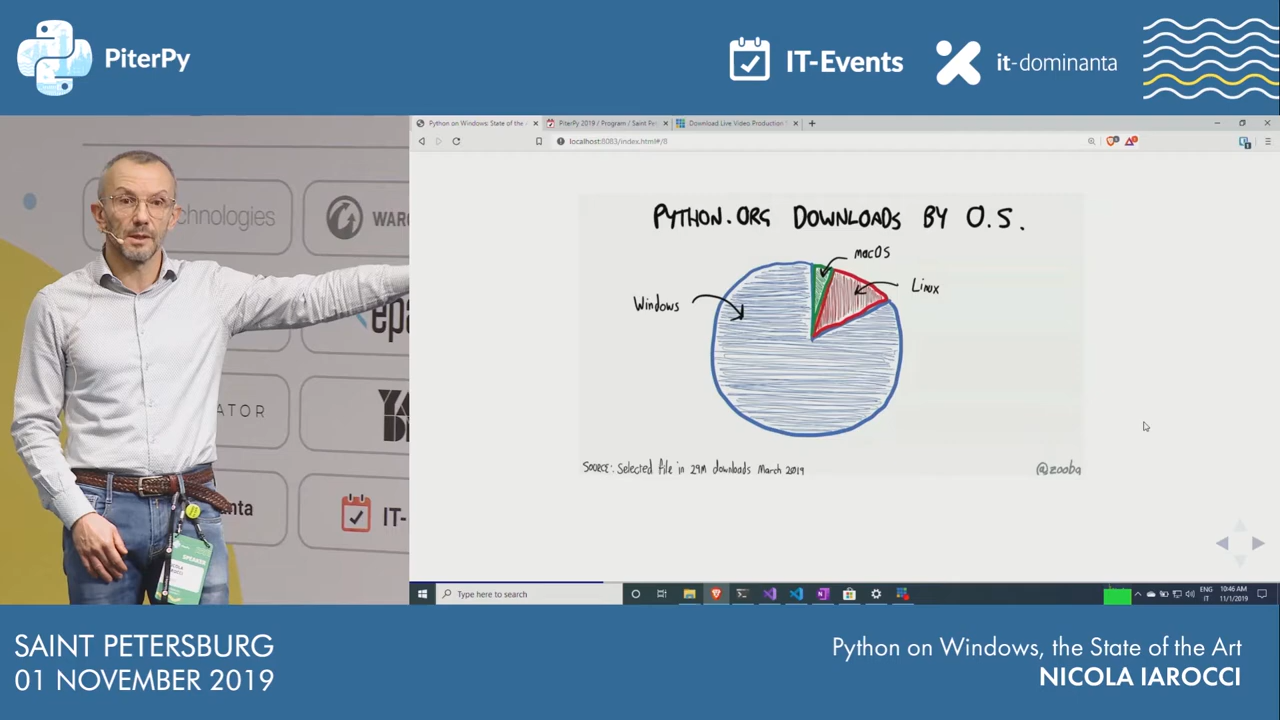 PiterPy
IT-Events
it-dominanta
Python on Windows: State of the
PiterPy 2019 / Program / Saint Pe
Download Live Video Production
localhost:8083/index.html#/8
chnologies
WARG
epa
ATOR
nta
IT-
SPEAKER
PYTHON.ORG DOWNLOADS BY O.S.
macOS
Linux
Windows
SOURCE: Selected file in 29M downloads March 2019
@zooba
Type here to search
ENG
IT
10:46 AM
11/1/2019
SAINT PETERSBURG
01 NOVEMBER 2019
Python on Windows, the State of the Art
NICOLA IAROCCI